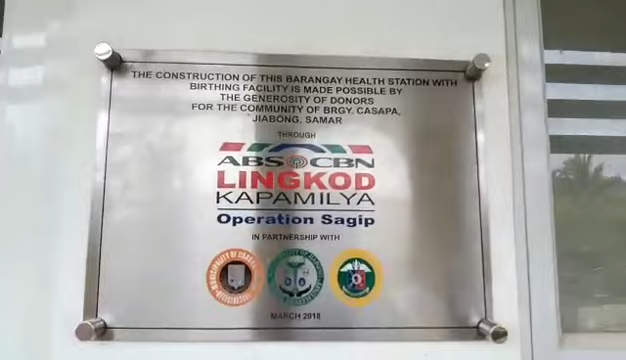 THE CONSTRUCTION OF THIS BARANGAY HEALTH STATION WITH
BIRTHING FACILITY IS MADE POSSIBLE BY
THE GENEROSITY OF DONORS
FOR THE COMMUNITY OF BRGY. CASAPA,
JIABONG, SAMAR
THROUGH
ABS CBN
LINGKOD
KAPAMILYA
Operation Sagip
IN PARTNERSHIP WITH
MUNICIPALITY OF
MARCH 2018